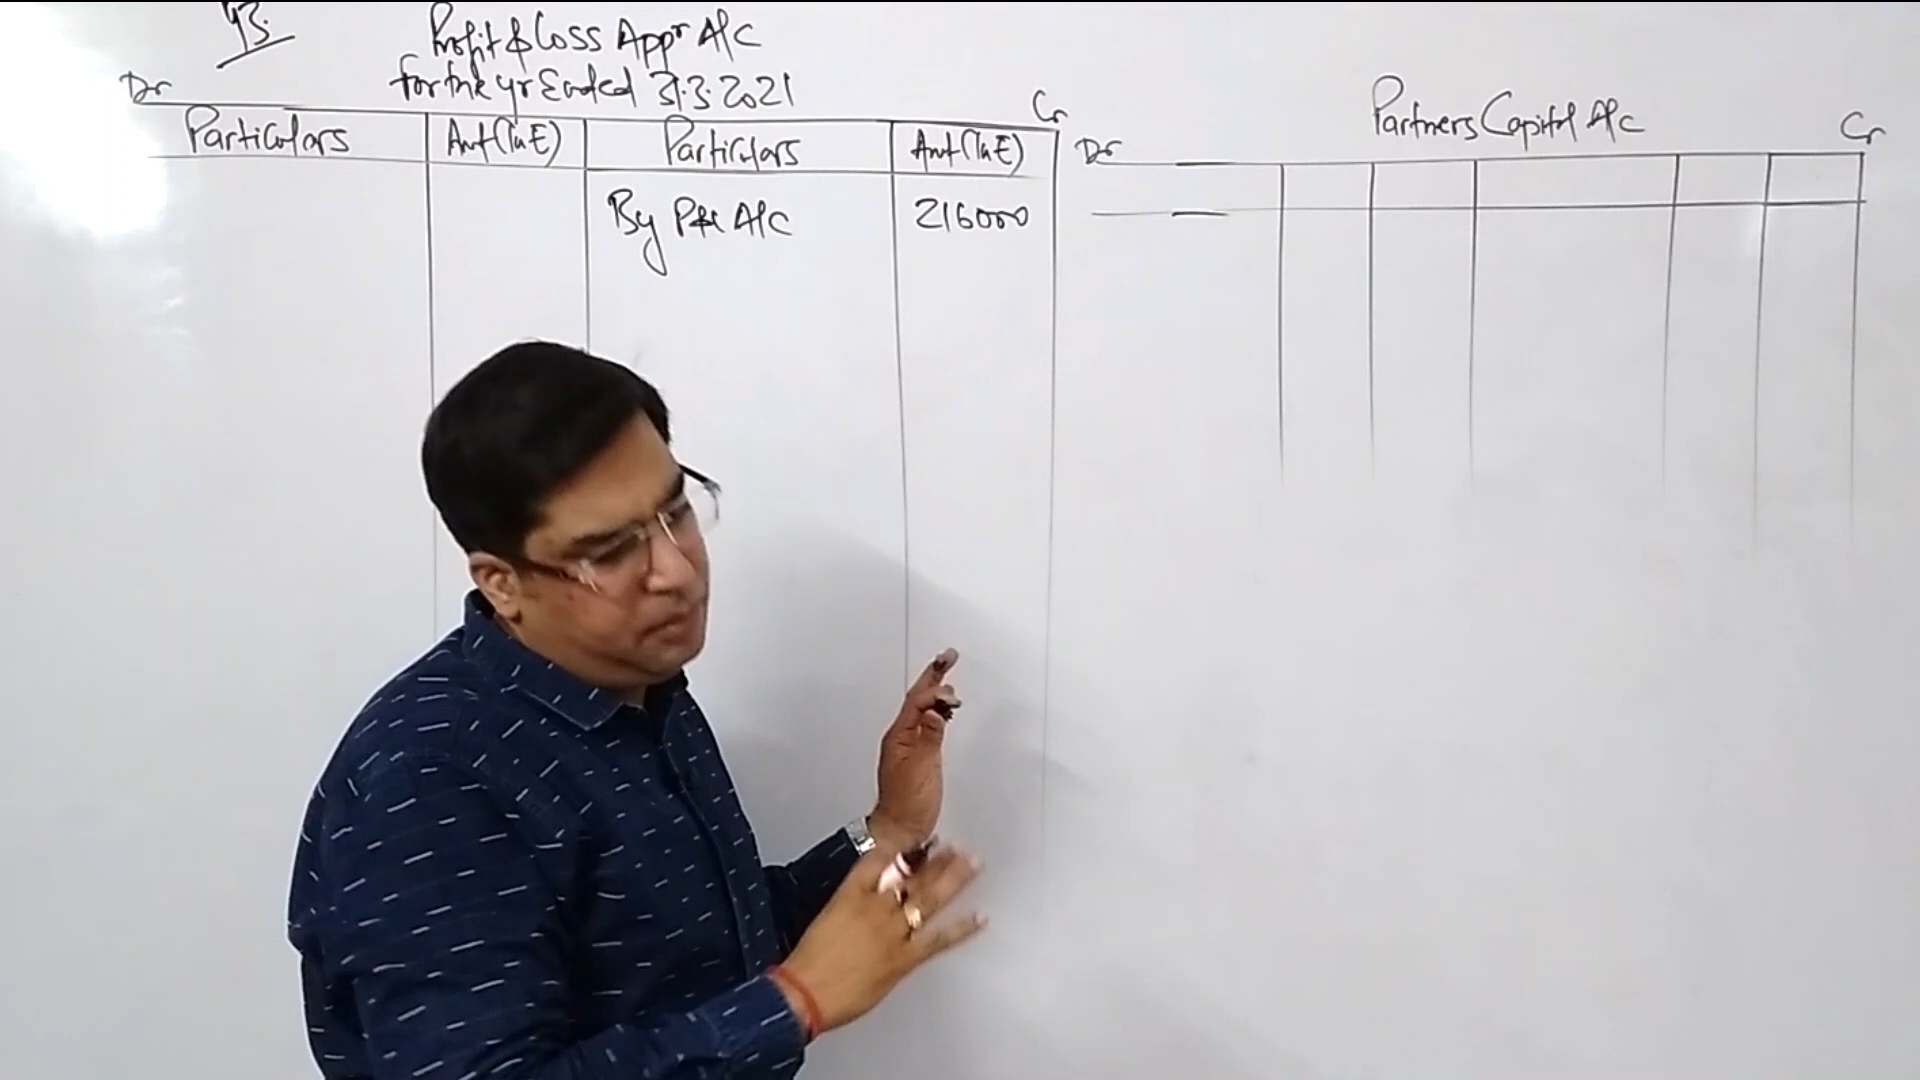 43.
Profit & Loss Appr A/c
for the yr Ended 31.3.2021
Dr
Cr
Particulars
Amt(In ₹)
Particulars
Amt(In ₹)
By P&L A/c
216000
Partners Capital A/c
Dr
Cr